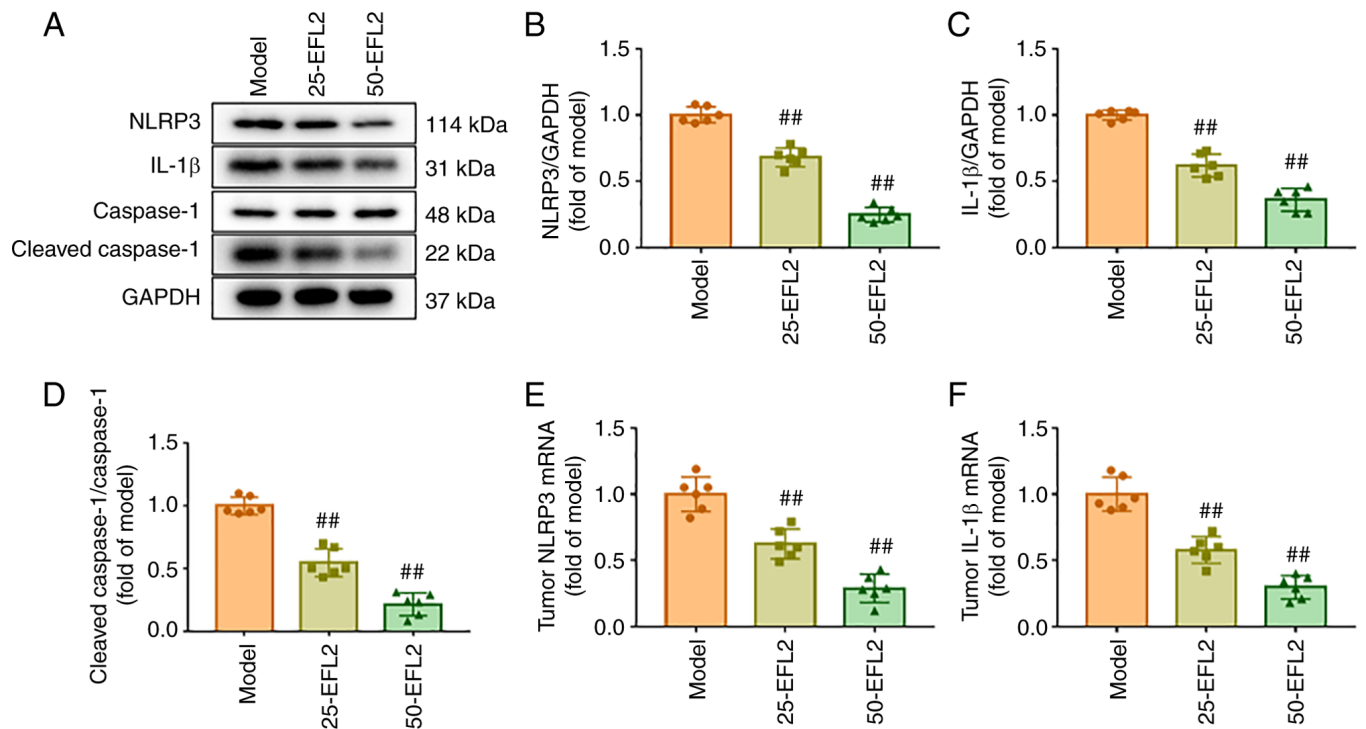 A
Model
25-EFL2
50-EFL2
NLRP3
114 kDa
IL-1β
31 kDa
Caspase-1
48 kDa
Cleaved caspase-1
22 kDa
GAPDH
37 kDa
B
NLRP3/GAPDH
(fold of model)
1.5
1.0
0.5
0.0
##
##
Model
25-EFL2
50-EFL2
C
IL-1β/GAPDH
(fold of model)
1.5
1.0
0.5
0.0
##
##
Model
25-EFL2
50-EFL2
D
Cleaved caspase-1/caspase-1
(fold of model)
1.5
1.0
0.5
0.0
##
##
Model
25-EFL2
50-EFL2
E
Tumor NLRP3 mRNA
(fold of model)
1.5
1.0
0.5
0.0
##
##
Model
25-EFL2
50-EFL2
F
Tumor IL-1β mRNA
(fold of model)
1.5
1.0
0.5
0.0
##
##
Model
25-EFL2
50-EFL2